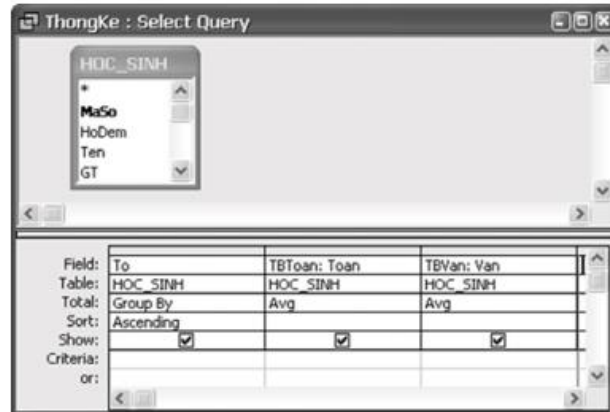 ThongKe : Select Query
HOC_SINH
*
MaSo
HoDem
Ten
GT
Field: To TBToan: Toan TBVan: Van
Table: HOC_SINH HOC_SINH HOC_SINH
Total: Group By Avg Avg
Sort: Ascending
Show:
Criteria:
or: